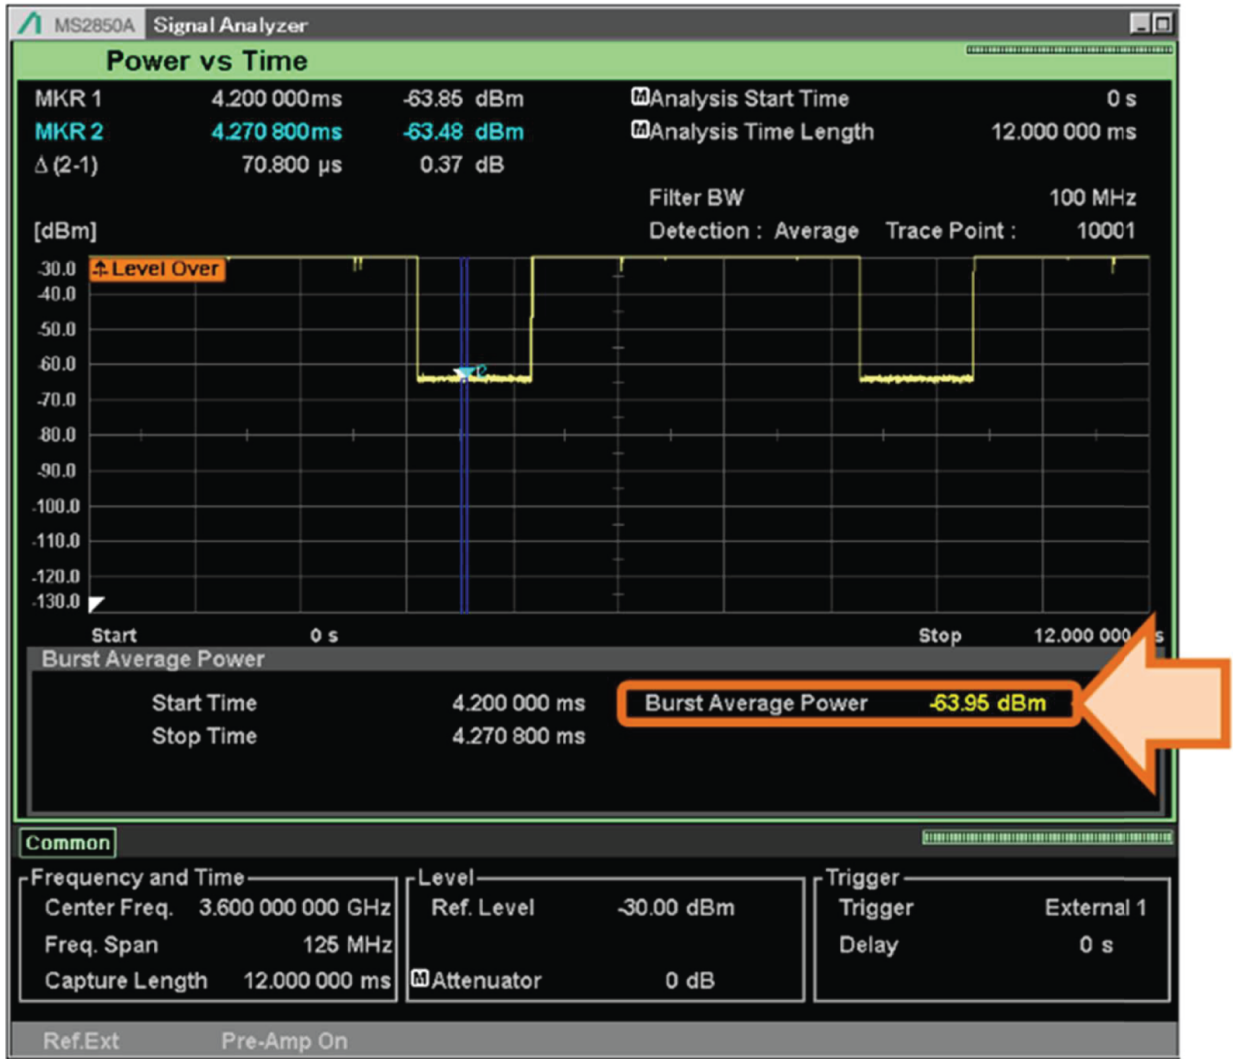 MS2850A Signal Analyzer
Power vs Time
MKR 1 4.200 000ms -63.85 dBm MAnalysis Start Time 0 s
MKR 2 4.270 800ms -63.48 dBm MAnalysis Time Length 12.000 000 ms
Δ (2-1) 70.800 µs 0.37 dB
Filter BW 100 MHz
[dBm] Detection : Average Trace Point : 10001
-30.0 Level Over
-40.0
-50.0
-60.0 2
-70.0
-80.0
-90.0
-100.0
-110.0
-120.0
-130.0
Start 0 s Stop 12.000 000 s
Burst Average Power
Start Time 4.200 000 ms Burst Average Power -63.95 dBm
Stop Time 4.270 800 ms
Common
Frequency and Time Level Trigger
Center Freq. 3.600 000 000 GHz Ref. Level -30.00 dBm Trigger External 1
Freq. Span 125 MHz Delay 0 s
Capture Length 12.000 000 ms MAttenuator 0 dB
Ref.Ext Pre-Amp On